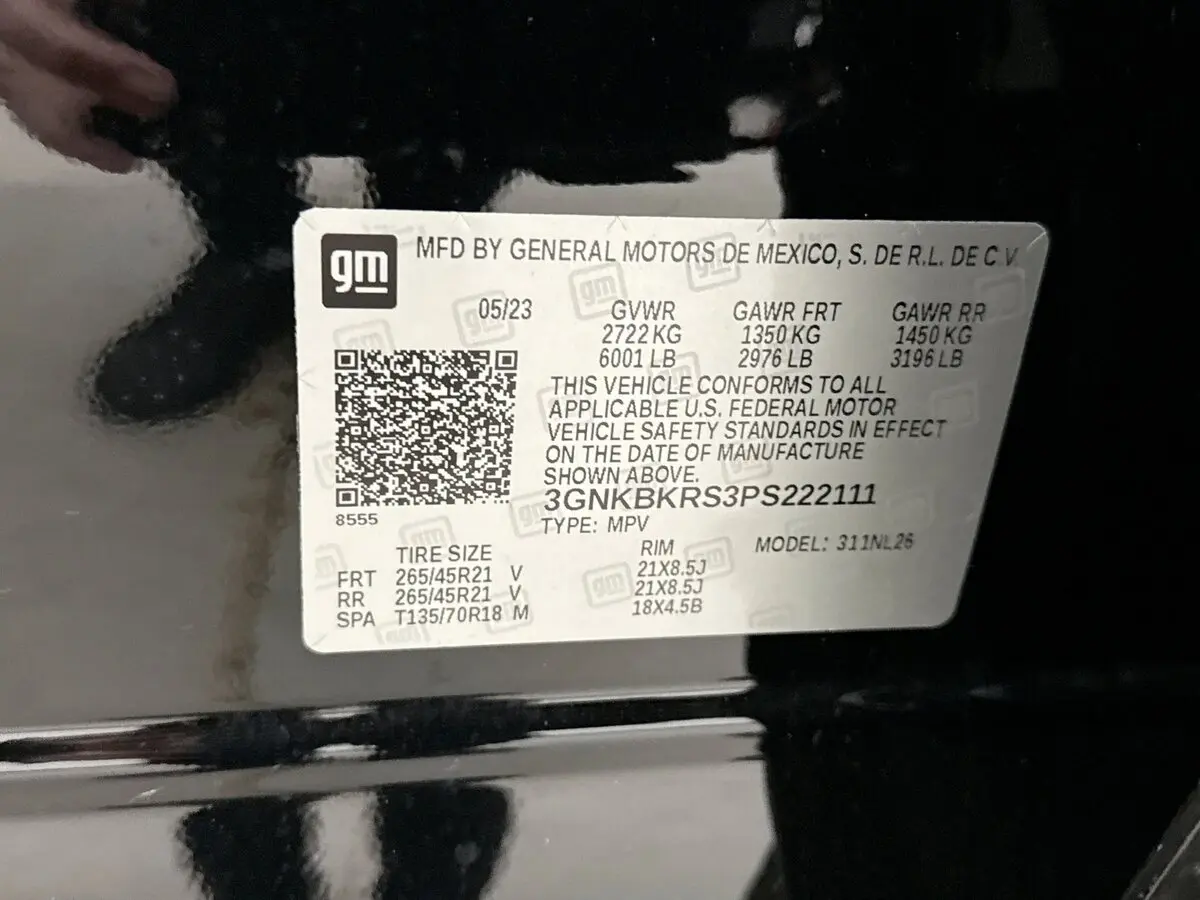 gm
MFD BY GENERAL MOTORS DE MEXICO, S. DE R.L. DE C.V.
05/23 GVWR GAWR FRT GAWR RR
2722 KG 1350 KG 1450 KG
6001 LB 2976 LB 3196 LB
THIS VEHICLE CONFORMS TO ALL
APPLICABLE U.S. FEDERAL MOTOR
VEHICLE SAFETY STANDARDS IN EFFECT
ON THE DATE OF MANUFACTURE
SHOWN ABOVE.
3GNKBKRS3PS222111
8555
TYPE: MPV
MODEL: 311NL26
TIRE SIZE RIM
FRT 265/45R21 V 21X8.5J
RR 265/45R21 V 21X8.5J
SPA T135/70R18 M 18X4.5B